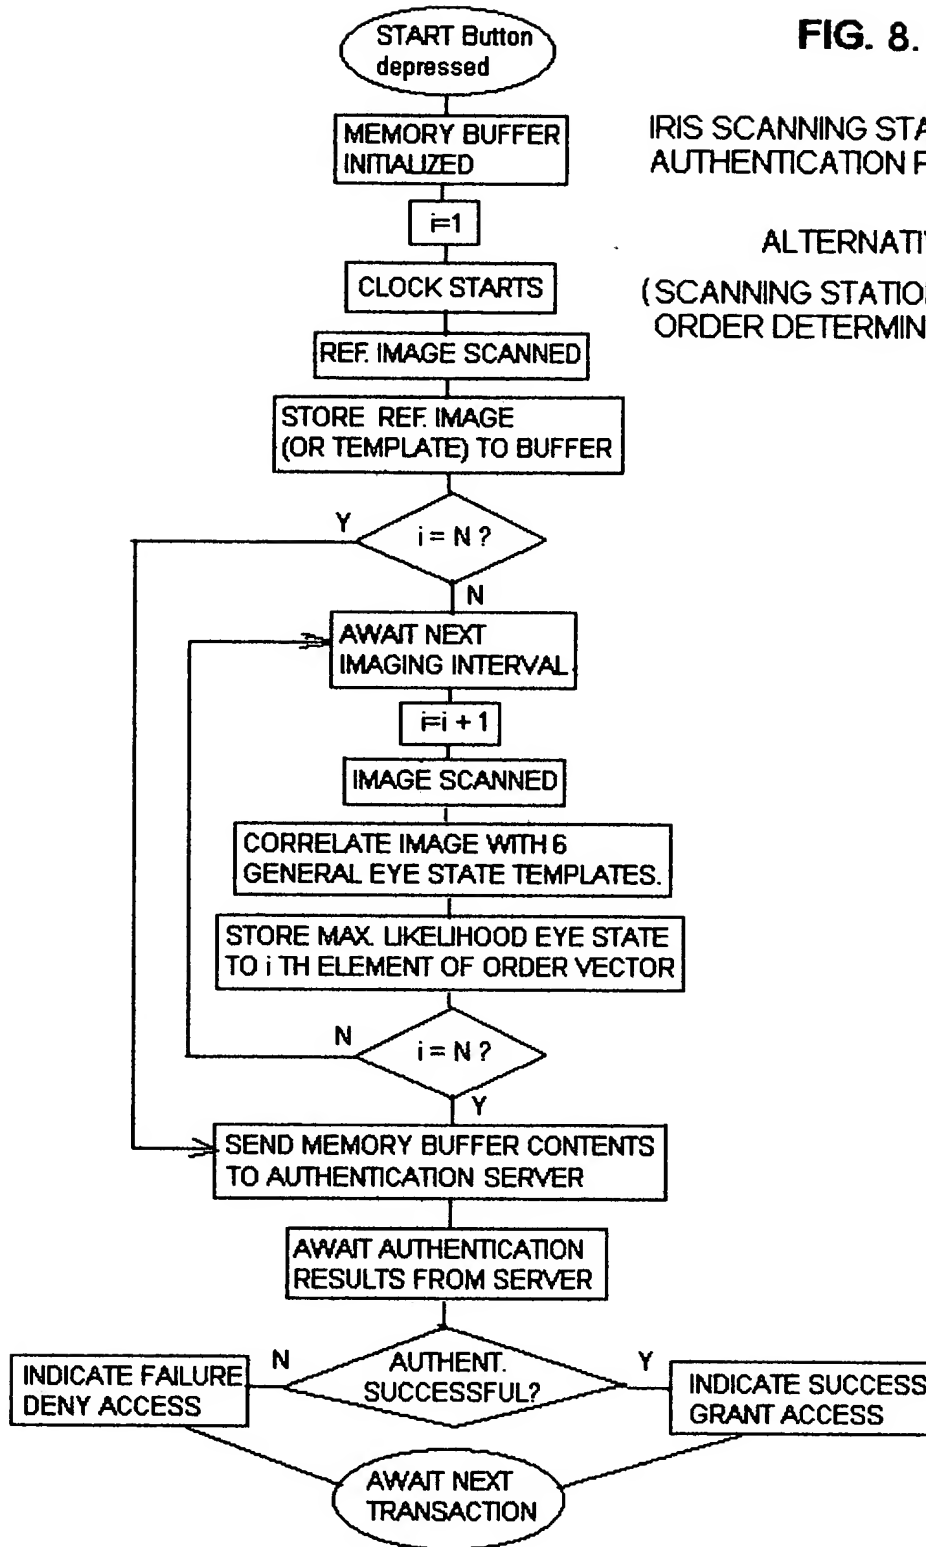 START Button
depressed
FIG. 8.
MEMORY BUFFER
INITIALIZED
IRIS SCANNING
AUTHENTICATION
i=1
CLOCK STARTS
(SCANNING
ORDER
REF. IMAGE SCANNED
STORE REF. IMAGE
(OR TEMPLATE) TO BUFFER
Y
i = N ?
N
AWAIT NEXT
IMAGING INTERVAL
i=i + 1
IMAGE SCANNED
CORRELATE IMAGE WITH 6
GENERAL EYE STATE TEMPLATES.
STORE MAX. LIKELIHOOD EYE STATE
TO i TH ELEMENT OF ORDER VECTOR
N
i = N ?
Y
SEND MEMORY BUFFER CONTENTS
TO AUTHENTICATION SERVER
AWAIT AUTHENTICATION
RESULTS FROM SERVER
N
AUTHENT.
SUCCESSFUL?
Y
INDICATE FAILURE
DENY ACCESS
INDICATE SUCCESS
GRANT ACCESS
AWAIT NEXT
TRANSACTION